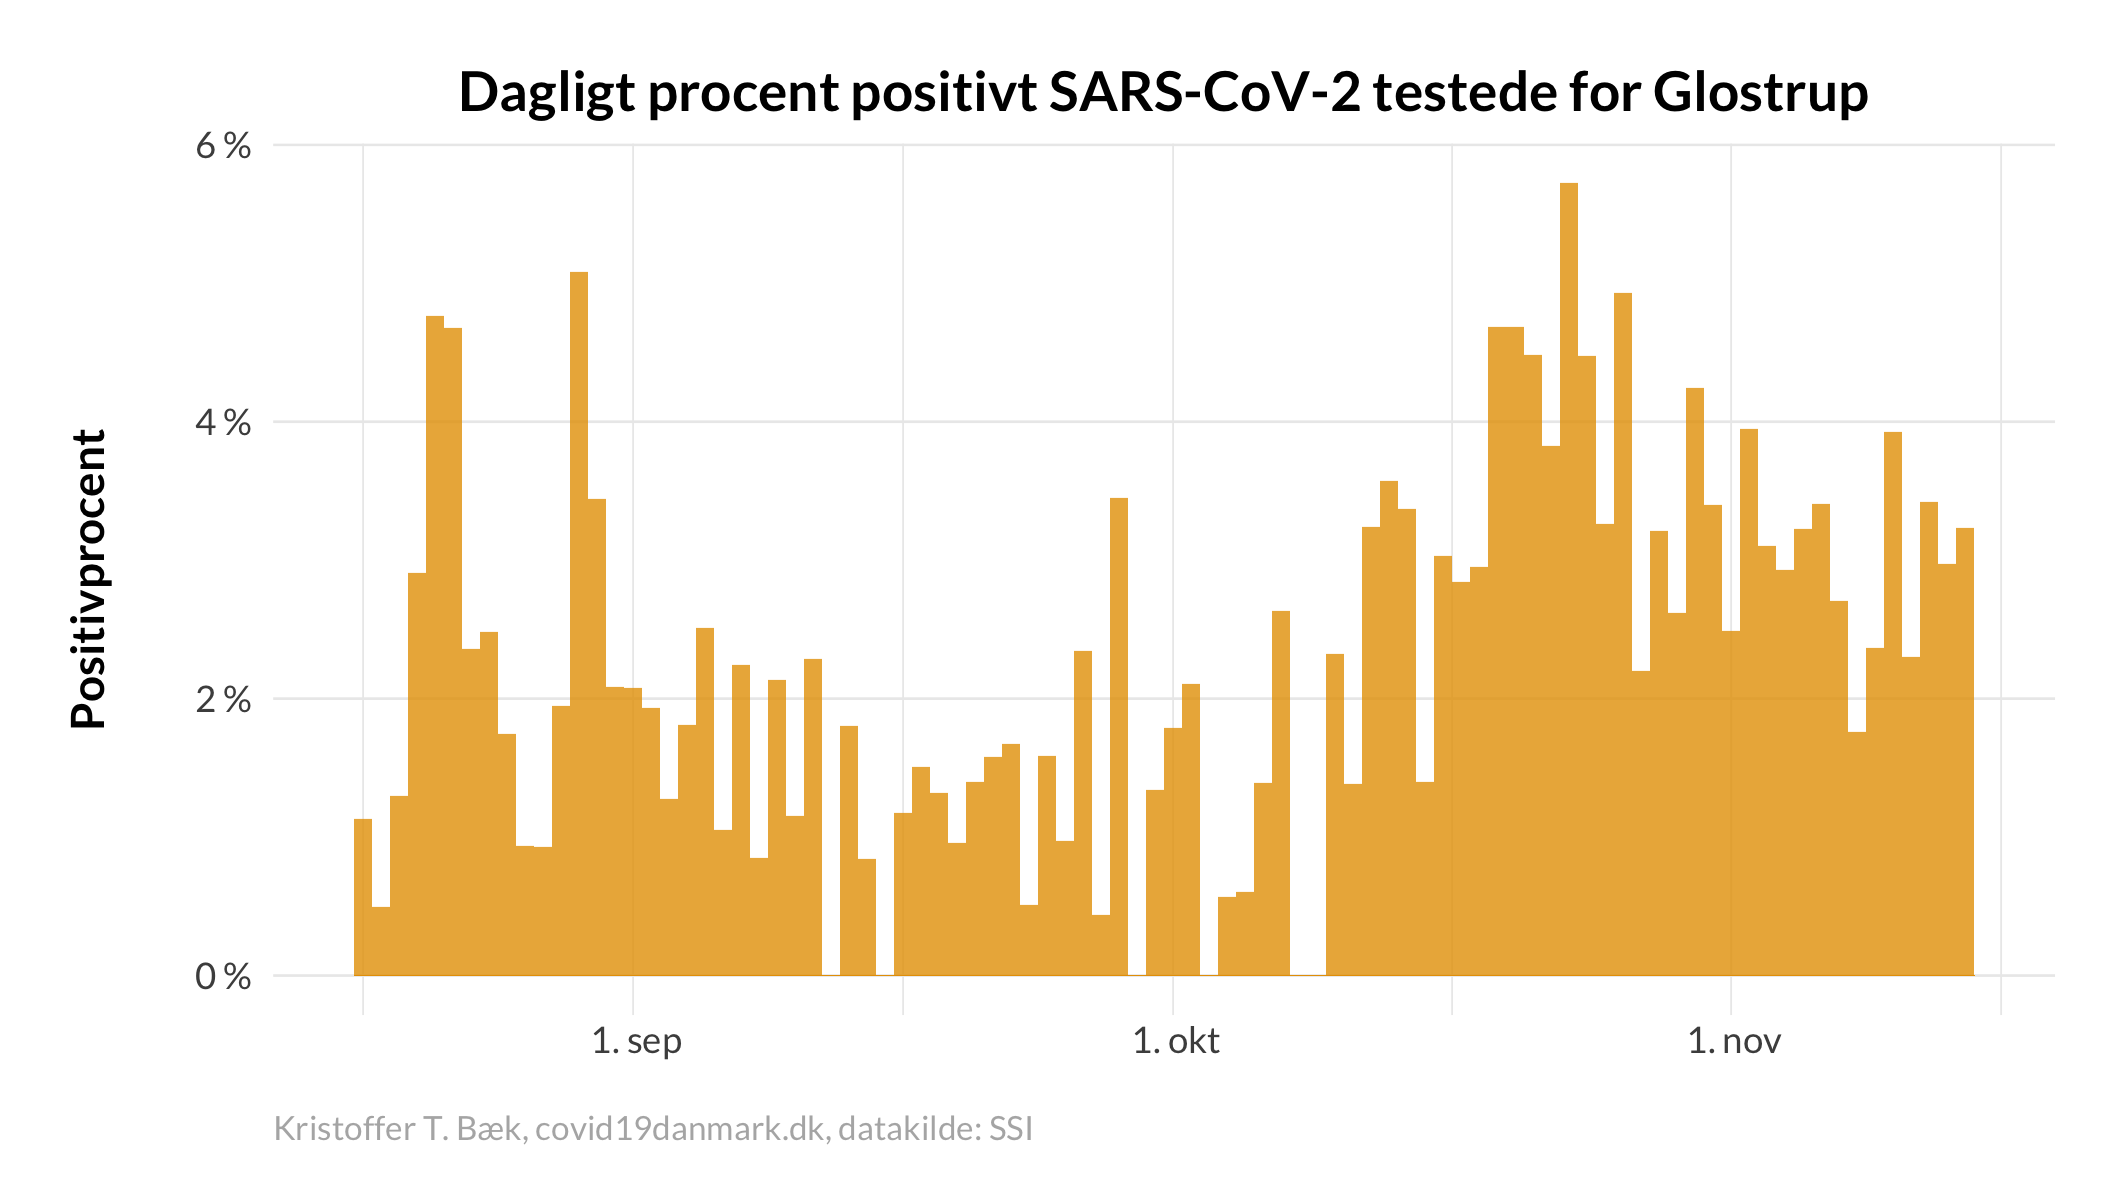 Dagligt procent positivt SARS-CoV-2 testede for Glostrup
Positivprocent
6 %
4 %
2 %
0 %
1. sep
1. okt
1. nov
Kristoffer T. Bæk, covid19danmark.dk, datakilde: SSI